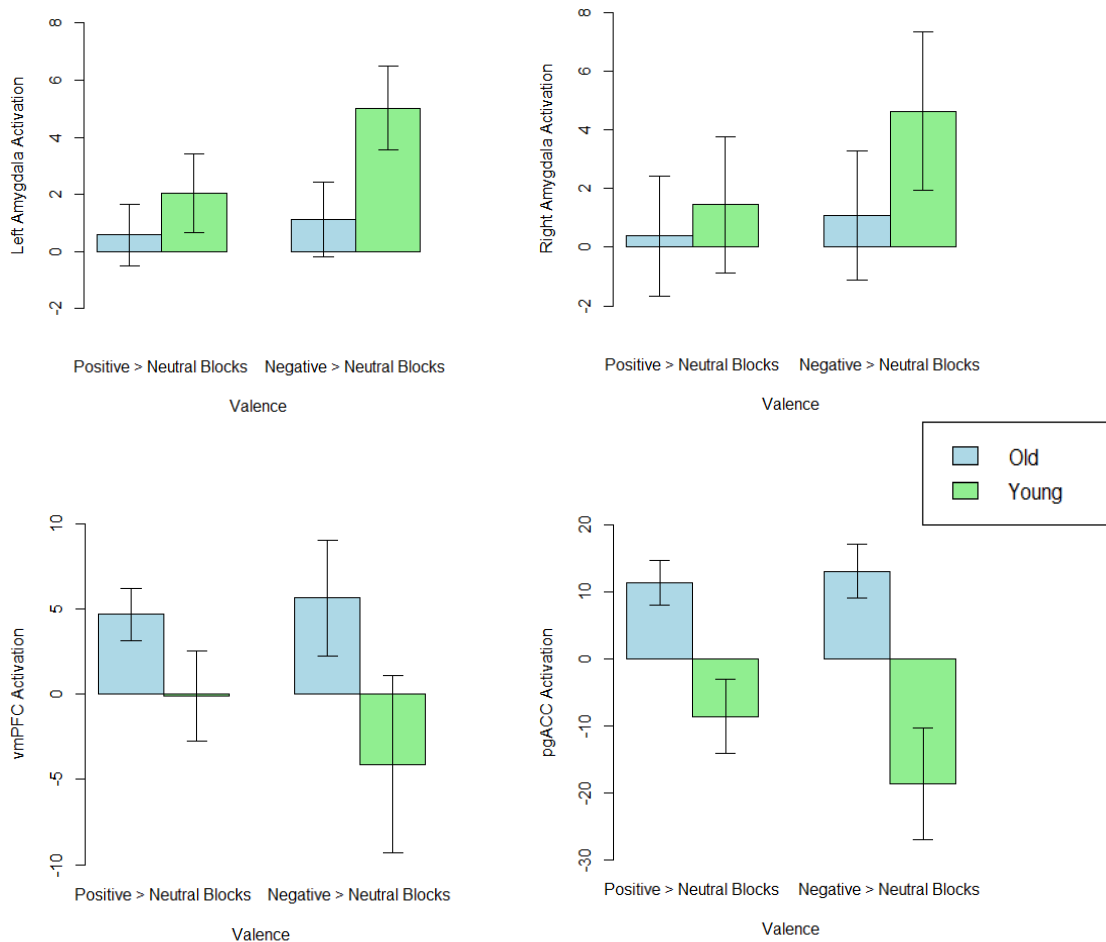 Left Amygdala Activation
8
6
4
2
0
-2
Positive > Neutral Blocks
Negative > Neutral Blocks
Valence
Right Amygdala Activation
8
6
4
2
0
-2
Positive > Neutral Blocks
Negative > Neutral Blocks
Valence
Old
Young
vmPFC Activation
10
5
0
-5
-10
Positive > Neutral Blocks
Negative > Neutral Blocks
Valence
pgACC Activation
20
10
0
-10
-20
-30
Positive > Neutral Blocks
Negative > Neutral Blocks
Valence